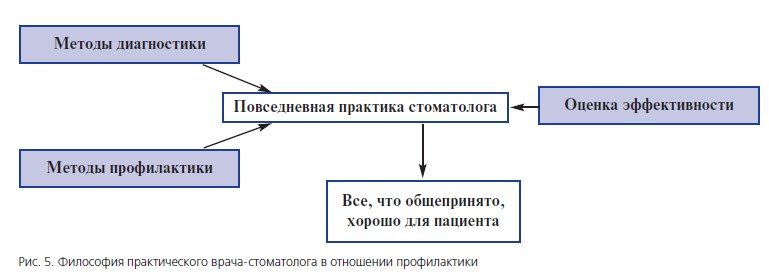 Методы диагностики
Повседневная практика стоматолога
Оценка эффективности
Методы профилактики
Все, что общепринято,
хорошо для пациента
Рис. 5. Философия практического врача-стоматолога в отношении профилактики